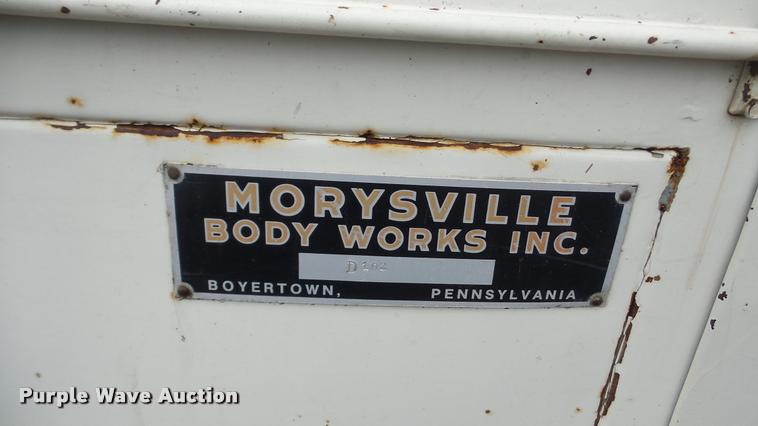 MORYSVILLE
BODY WORKS INC.
BOYERTOWN, PENNSYLVANIA
Purple Wave Auction